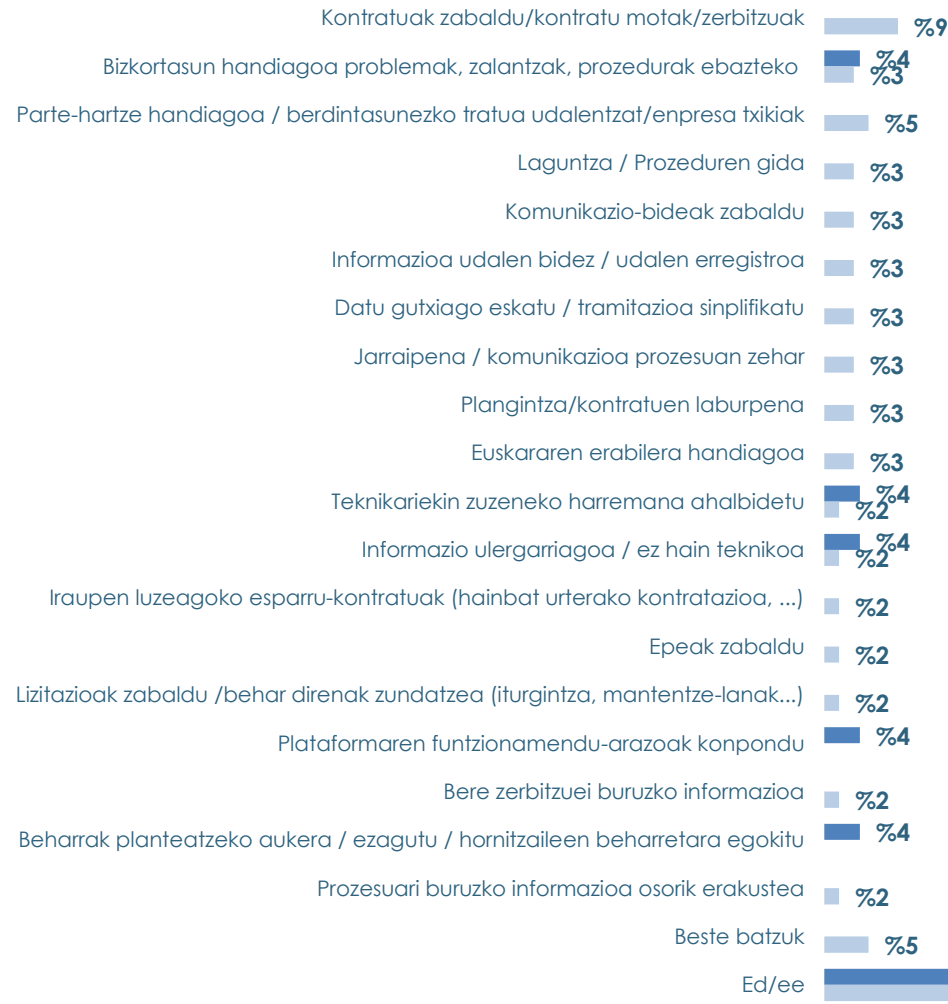 Kontratuak zabaldu/kontratu motak/zerbitzuak %9
Bizkortasun handiagoa problemak, zalantzak, prozedurak ebazteko %4 %3
Parte-hartze handiagoa / berdintasunezko tratua udalentzat/enpresa txikiak %5
Laguntza / Prozeduren gida %3
Komunikazio-bideak zabaldu %3
Informazioa udalen bidez / udalen erregistroa %3
Datu gutxiago eskatu / tramitazioa sinplifikatu %3
Jarraipena / komunikazioa prozesuan zehar %3
Plangintza/kontratuen laburpena %3
Euskararen erabilera handiagoa %3
Teknikariekin zuzeneko harremana ahalbidetu %4 %2
Informazio ulergarriagoa / ez hain teknikoa %4 %2
Iraupen luzeagoko esparru-kontratuak (hainbat urterako kontratazioa, ...) %2
Epeak zabaldu %2
Lizitazioak zabaldu /behar direnak zundatzea (iturgintza, mantentze-lanak...) %2
Plataformaren funtzionamendu-arazoak konpondu %4
Bere zerbitzuei buruzko informazioa %2
Beharrak planteatzeko aukera / ezagutu / hornitzaileen beharretara egokitu %4
Prozesuari buruzko informazioa osorik erakustea %2
Beste batzuk %5
Ed/ee